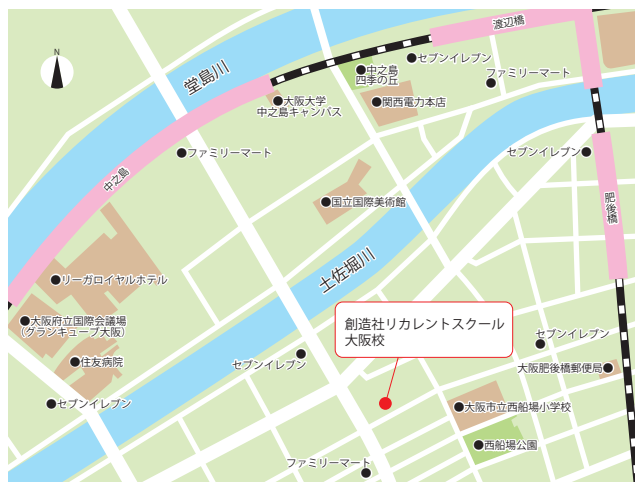 N
渡辺橋
セブンイレブン
中之島
四季の丘
ファミリーマート
堂島川
大阪大学
中之島キャンパス
関西電力本店
ファミリーマート
セブンイレブン
中之島
国立国際美術館
肥後橋
土佐堀川
リーガロイヤルホテル
大阪府立国際会議場
(グランキューブ大阪)
創造社リカレントスクール
大阪校
セブンイレブン
住友病院
セブンイレブン
大阪肥後橋郵便局
セブンイレブン
大阪市立西船場小学校
西船場公園
ファミリーマート